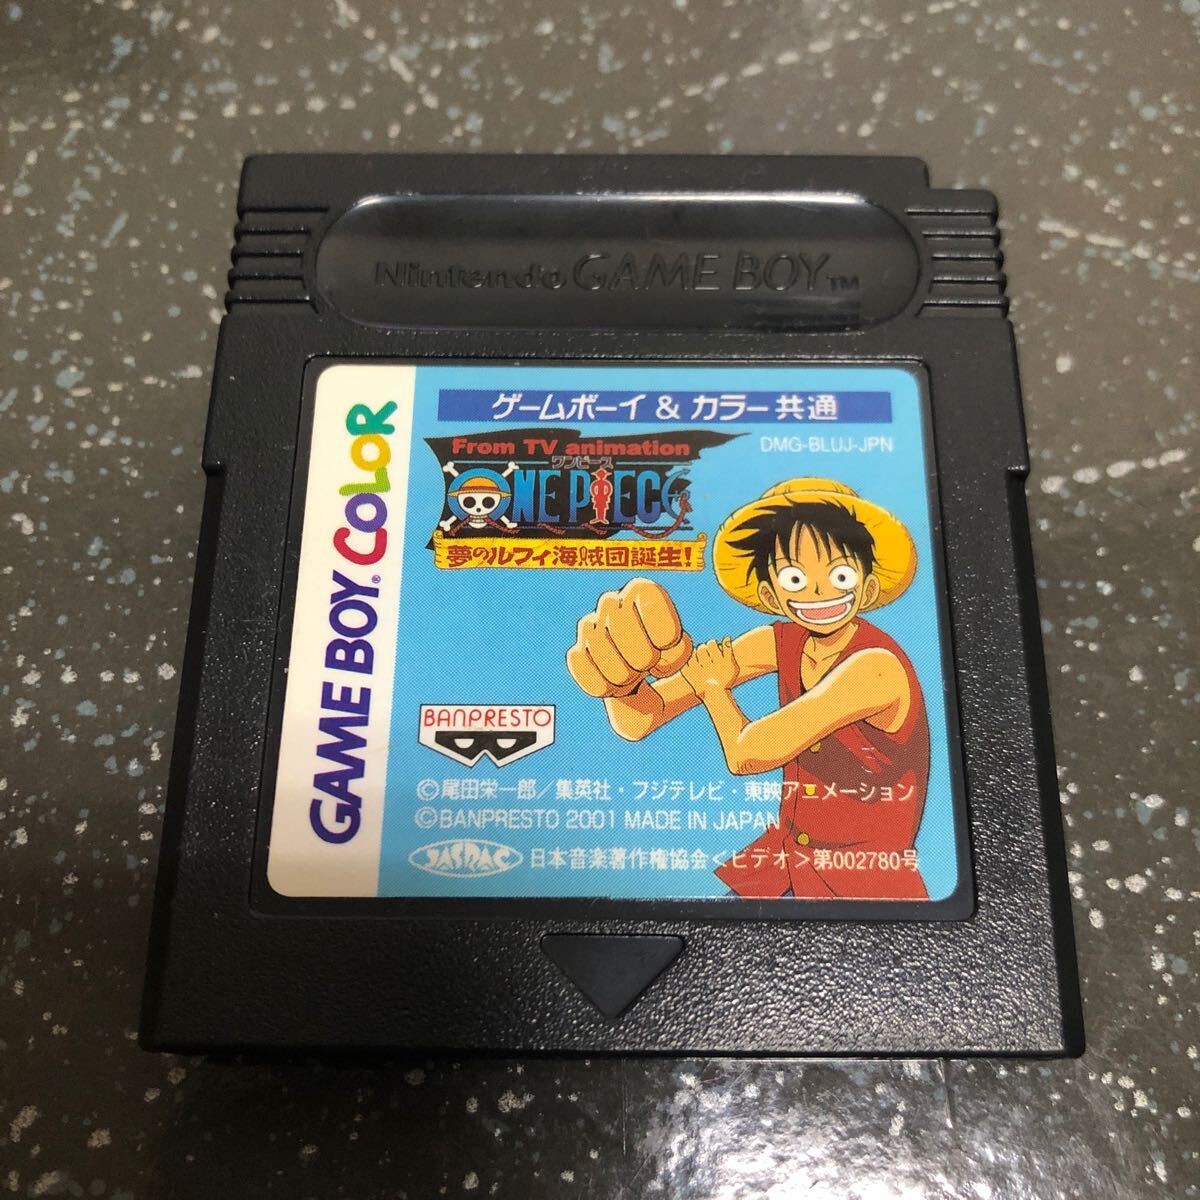 Nintendo GAME BOY™
GAME BOY® COLOR
ゲームボーイ & カラー共通
DMG-BLUJ-JPN
From TV animation
ワンピース
ONE PIECE
夢のルフィ海賊団誕生!
BANPRESTO
©尾田栄一郎/集英社・フジテレビ・東映アニメーション
©BANPRESTO 2001 MADE IN JAPAN
JASRAC 日本音楽著作権協会<ビデオ>第002780号